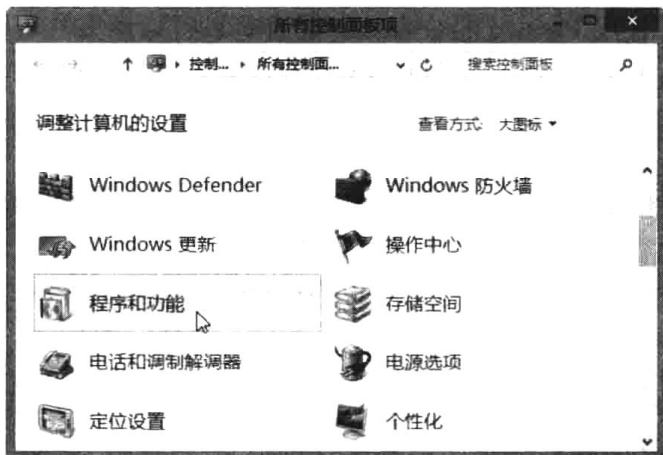 所有控制面板项
控制... 所有控制面... 搜索控制面板
调整计算机的设置 查看方式: 大图标
Windows Defender Windows 防火墙
Windows 更新 操作中心
程序和功能 存储空间
电话和调制解调器 电源选项
定位设置 个性化